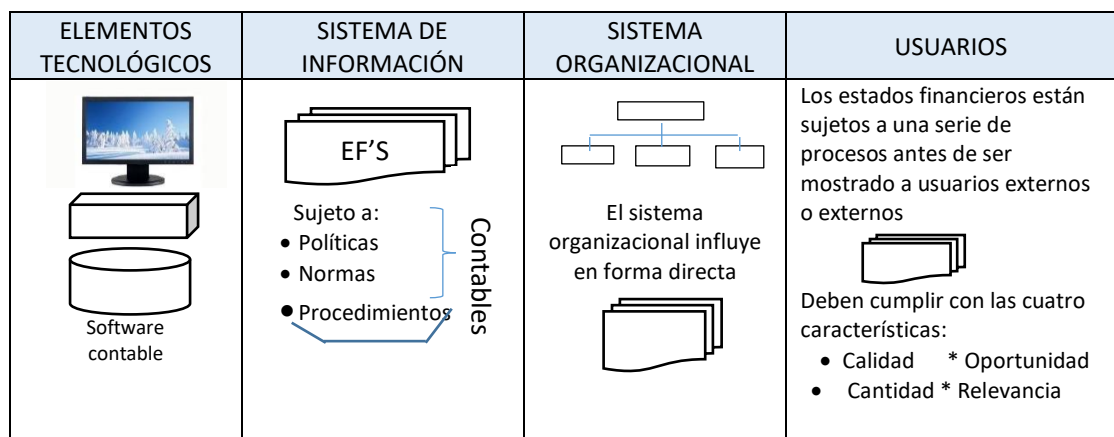 ELEMENTOS
TECNOLÓGICOS
SISTEMA DE
INFORMACIÓN
SISTEMA
ORGANIZACIONAL
USUARIOS
Software
contable
EF’S
Sujeto a:
• Políticas
• Normas
• Procedimientos
Contables
El sistema
organizacional influye
en forma directa
Los estados financieros están
sujetos a una serie de
procesos antes de ser
mostrado a usuarios externos
o externos
Deben cumplir con las cuatro
características:
• Calidad * Oportunidad
• Cantidad * Relevancia